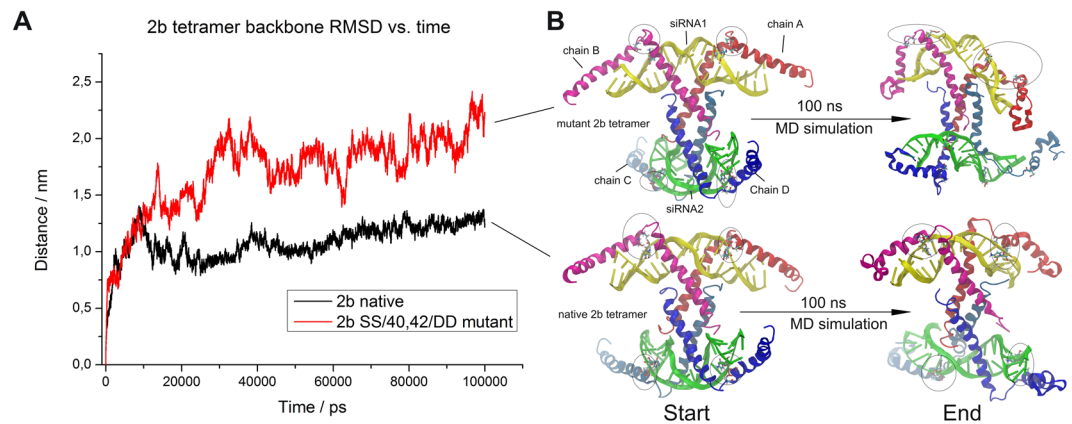 A
2b tetramer backbone RMSD vs. time
Distance / nm
2,5
2,0
1,5
1,0
0,5
0,0
0
20000
40000
60000
80000
100000
Time / ps
2b native
2b SS/40,42/DD mutant
B
siRNA1
chain A
chain B
mutant 2b tetramer
100 ns
MD simulation
chain C
Chain D
siRNA2
native 2b tetramer
100 ns
MD simulation
Start
End